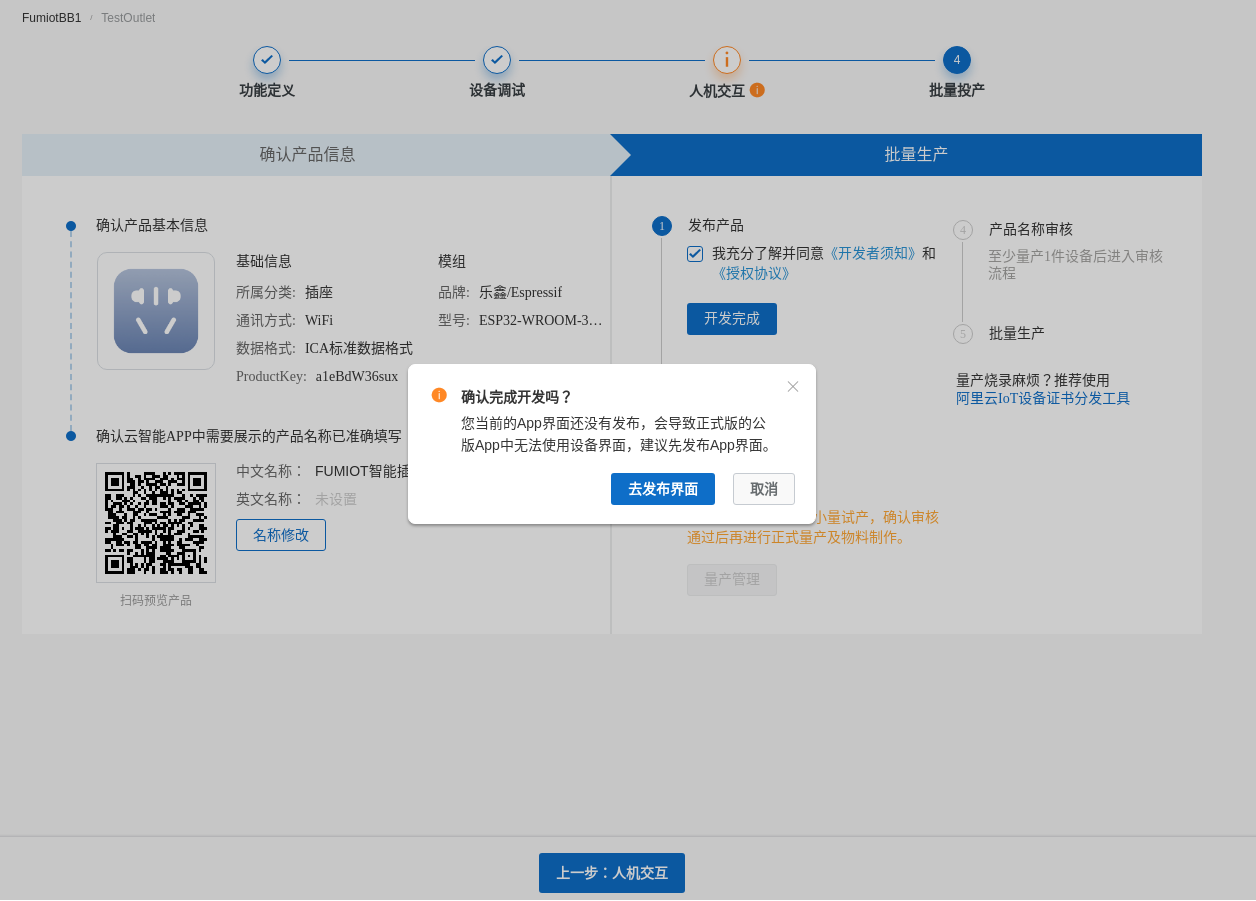 FumiotBB1 / TestOutlet
4
功能定义
设备调试
人机交互
批量投产
确认产品信息
批量生产
确认产品基本信息
基础信息
模组
所属分类: 插座
品牌: 乐鑫/Espressif
通讯方式: WiFi
型号: ESP32-WROOM-3…
数据格式: ICA标准数据格式
ProductKey: a1eBdW36sux
确认云智能APP中需要展示的产品名称已准确填写
中文名称： FUMIOT智能插
英文名称： 未设置
名称修改
扫码预览产品
1 发布产品
我充分了解并同意《开发者须知》和
《授权协议》
开发完成
4 产品名称审核
至少量产1件设备后进入审核
流程
5 批量生产
量产烧录麻烦？推荐使用
阿里云IoT设备证书分发工具
确认完成开发吗？
您当前的App界面还没有发布，会导致正式版的公
版App中无法使用设备界面，建议先发布App界面。
去发布界面
取消
小量试产，确认审核
通过后再进行正式量产及物料制作。
量产管理
上一步：人机交互